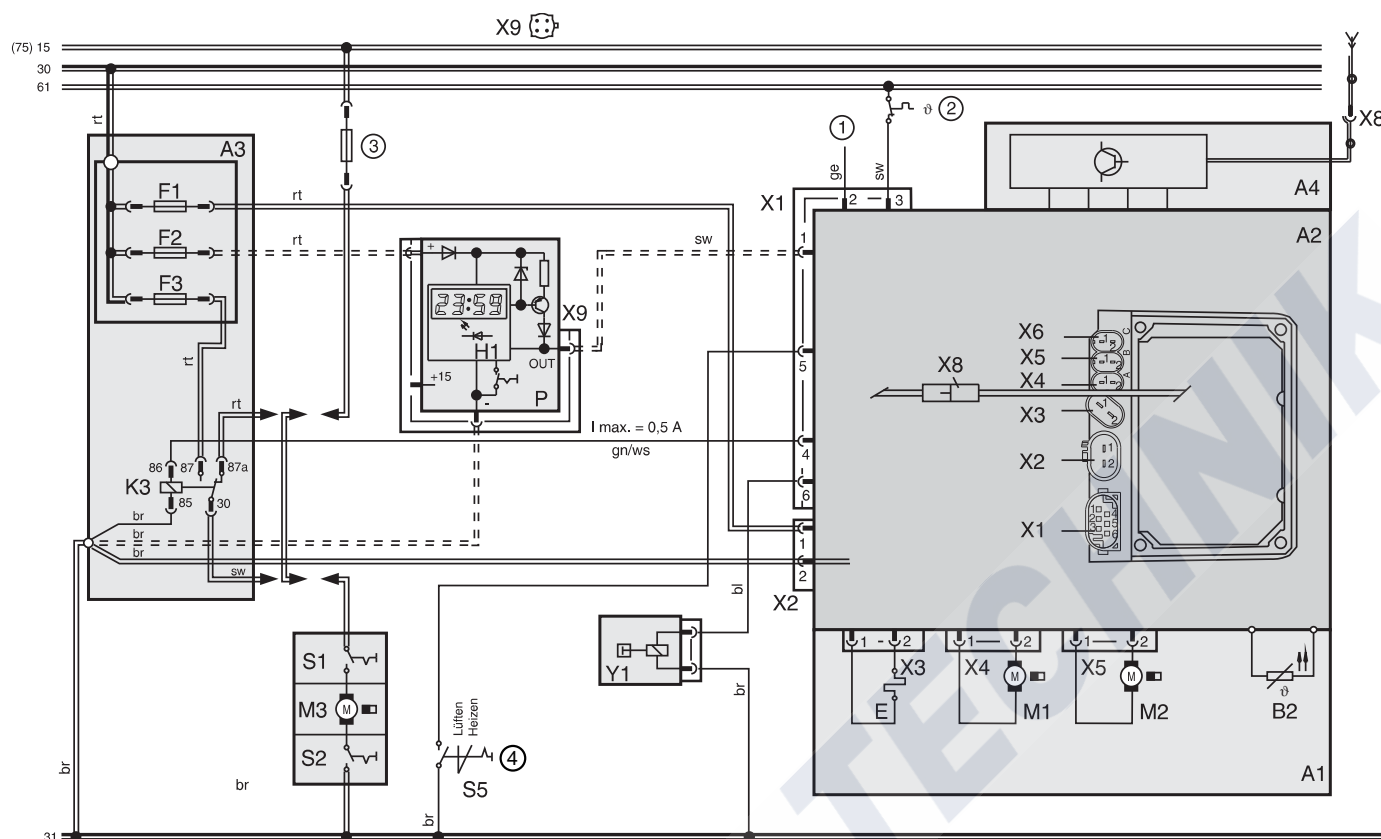 X9
(75) 15
30
61
rt
A3
3
1
2
ϑ
X8
F1
rt
ge
sw
A4
X1
2
3
F2
rt
+
sw
1
A2
F3
23:59
X9
H1
OUT
+15
-
P
rt
X6
X5
X4
X3
X2
X1
C
B
A
X8
5
rt
I max. = 0,5 A
gn/ws
4
86
87
87a
K3
85
30
6
br
br
br
sw
1
2
X2
bl
1
2
S1
M3
M
S2
Y1
br
1
-
2
X3
E
1
2
X4
M
M1
1
2
X5
M
M2
ϑ
B2
Lüften
Heizen
4
S5
A1
br
br
br
31
TECHNIK